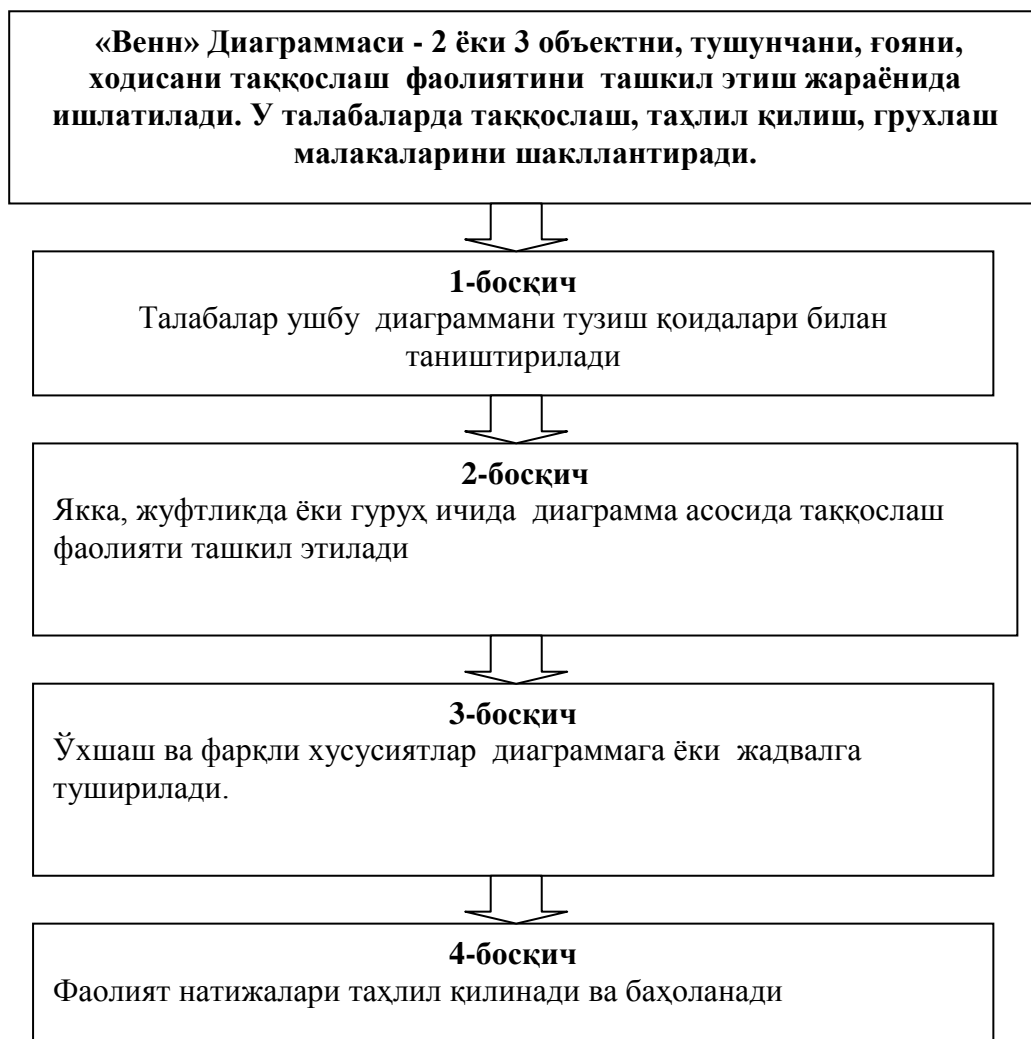 «Венн» Диаграммаси - 2 ёки 3 объектни, тушунчани, ғояни,
ходисани таққослаш фаолиятини ташкил этиш жараёнида
ишлатилади. У талабаларда таққослаш, таҳлил қилиш, грухлаш
малакаларини шакллантиради.
1-босқич
Талабалар ушбу диаграммани тузиш қоидалари билан
таништирилади
2-босқич
Якка, жуфтликда ёки гуруҳ ичида диаграмма асосида таққослаш
фаолияти ташкил этилади
3-босқич
Ўхшаш ва фарқли хусусиятлар диаграммага ёки жадвалга
туширилади.
4-босқич
Фаолият натижалари таҳлил қилинади ва баҳоланади